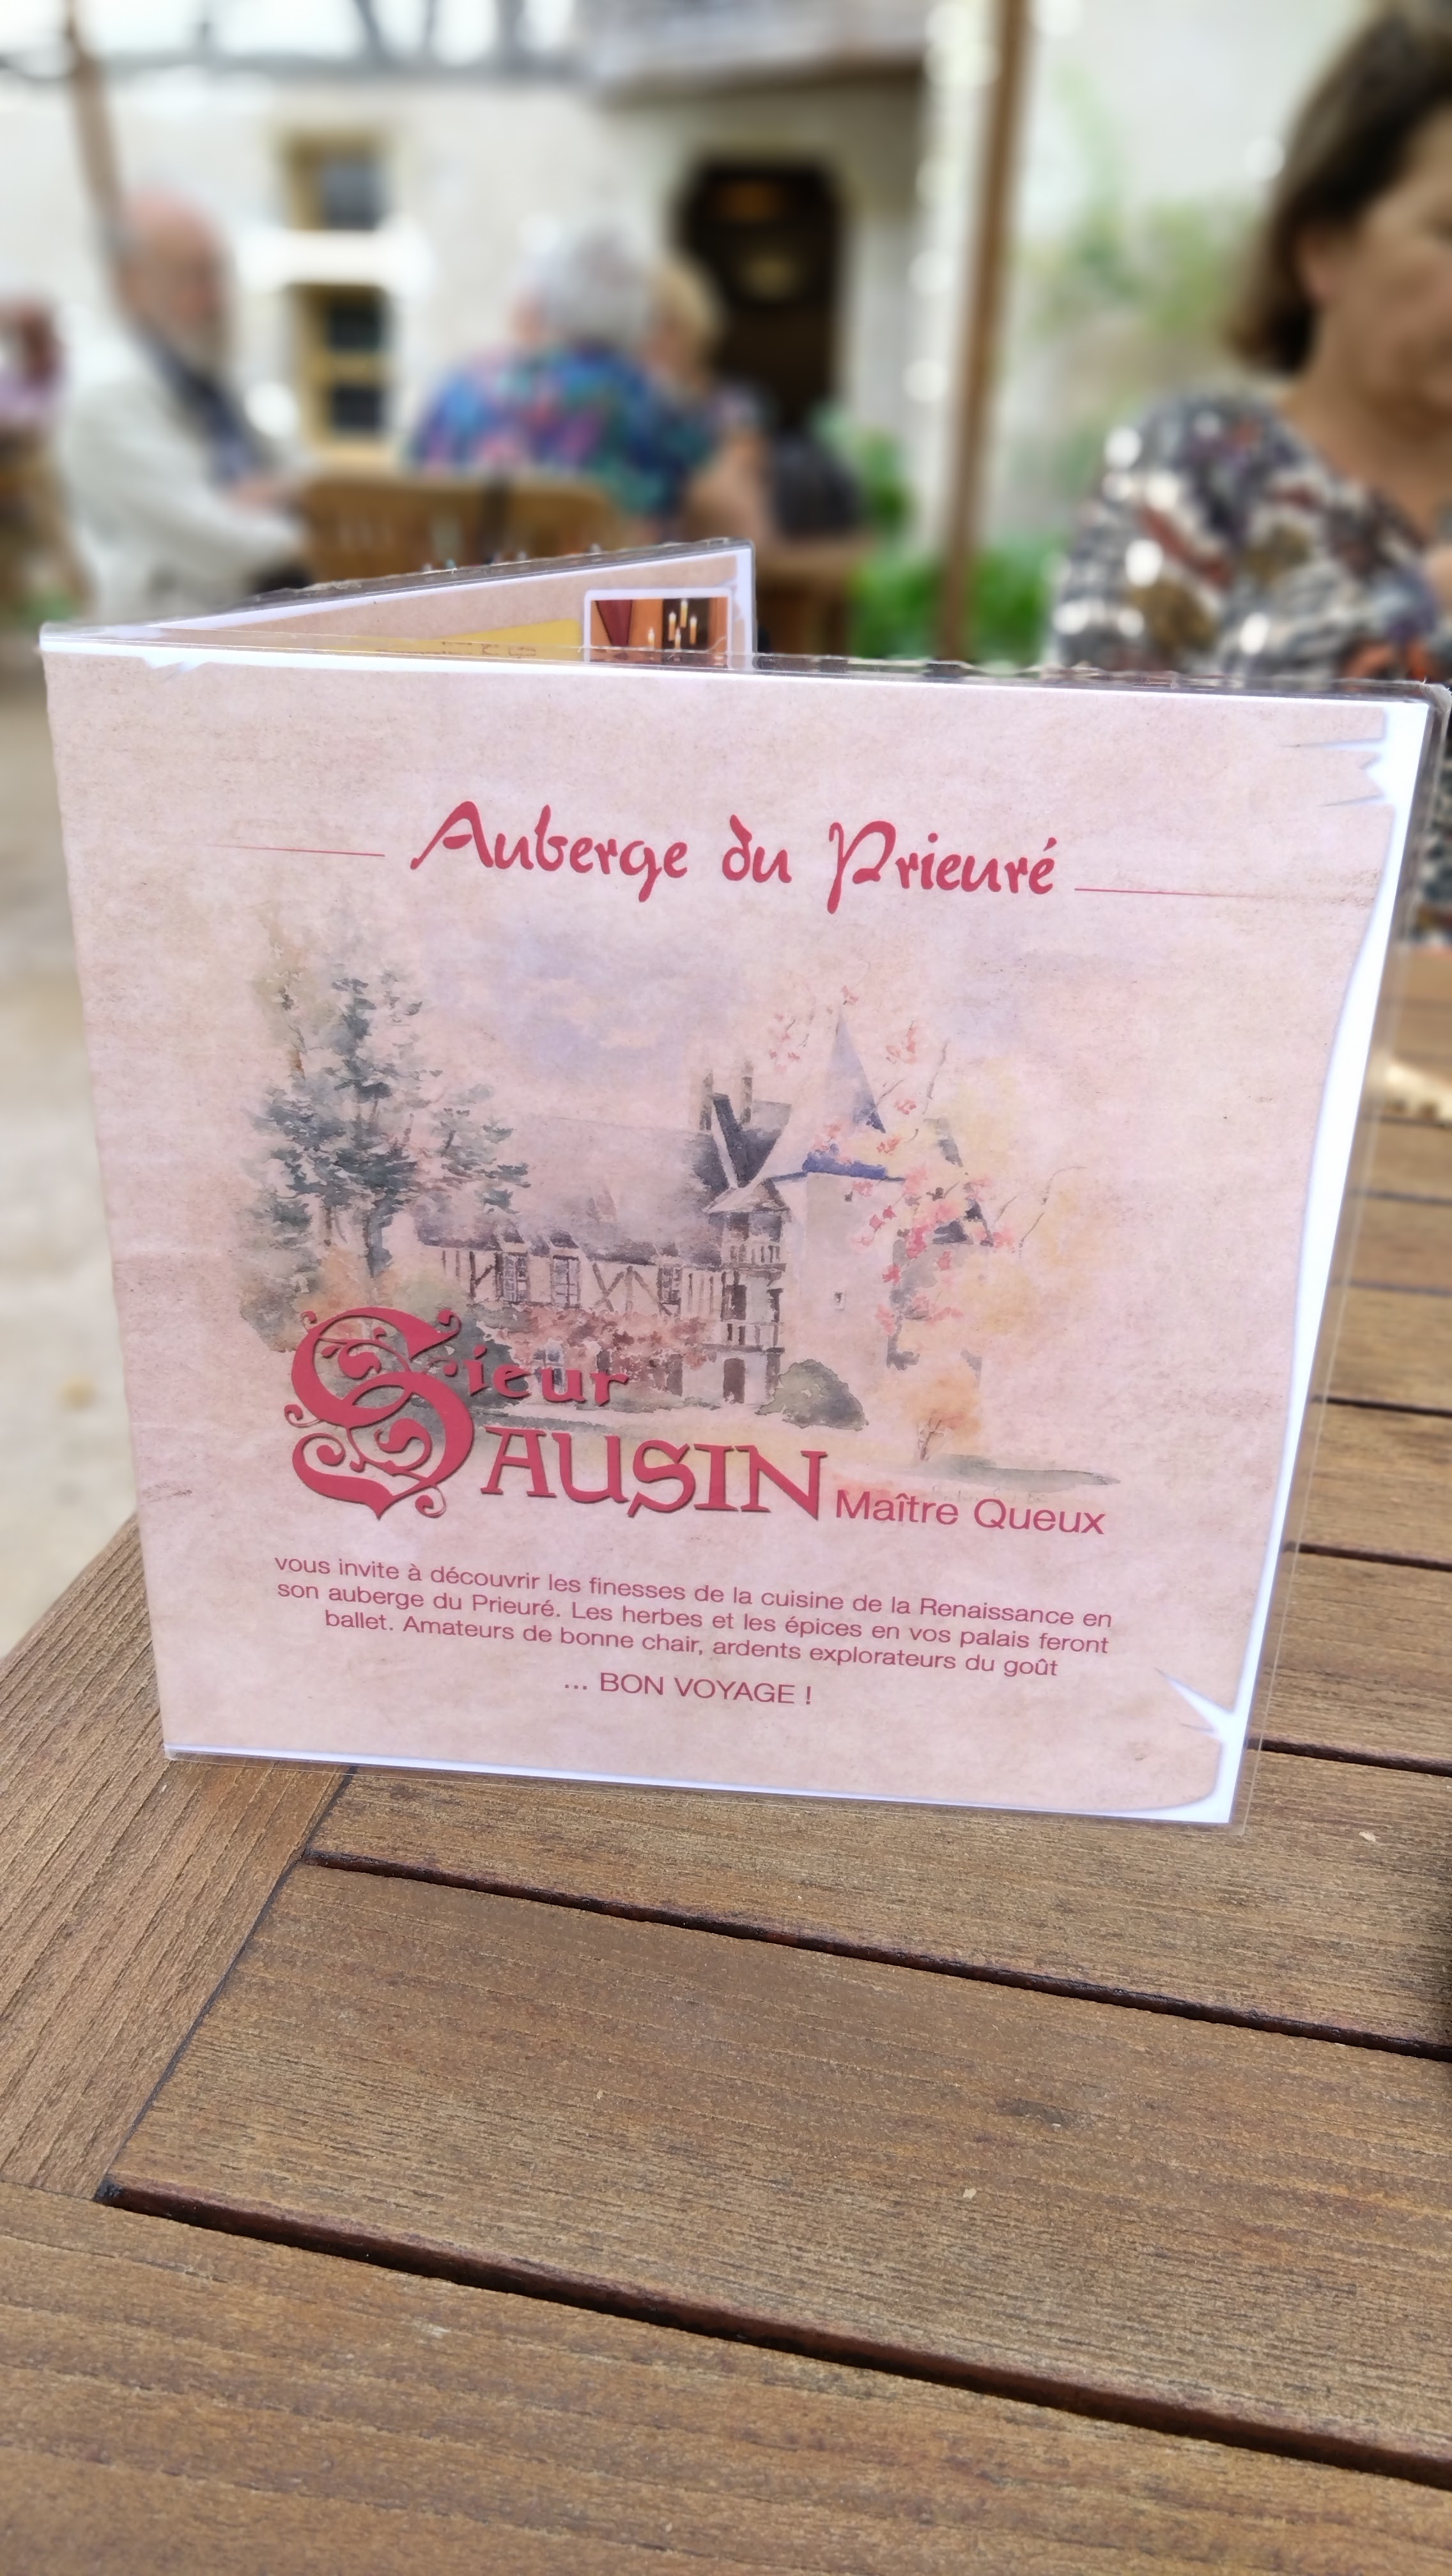 Auberge du Prieuré
Sieur
SAUSIN Maître Queux
vous invite à découvrir les finesses de la cuisine de la Renaissance en
son auberge du Prieuré. Les herbes et les épices en vos palais feront
ballet. Amateurs de bonne chair, ardents explorateurs du goût
... BON VOYAGE !